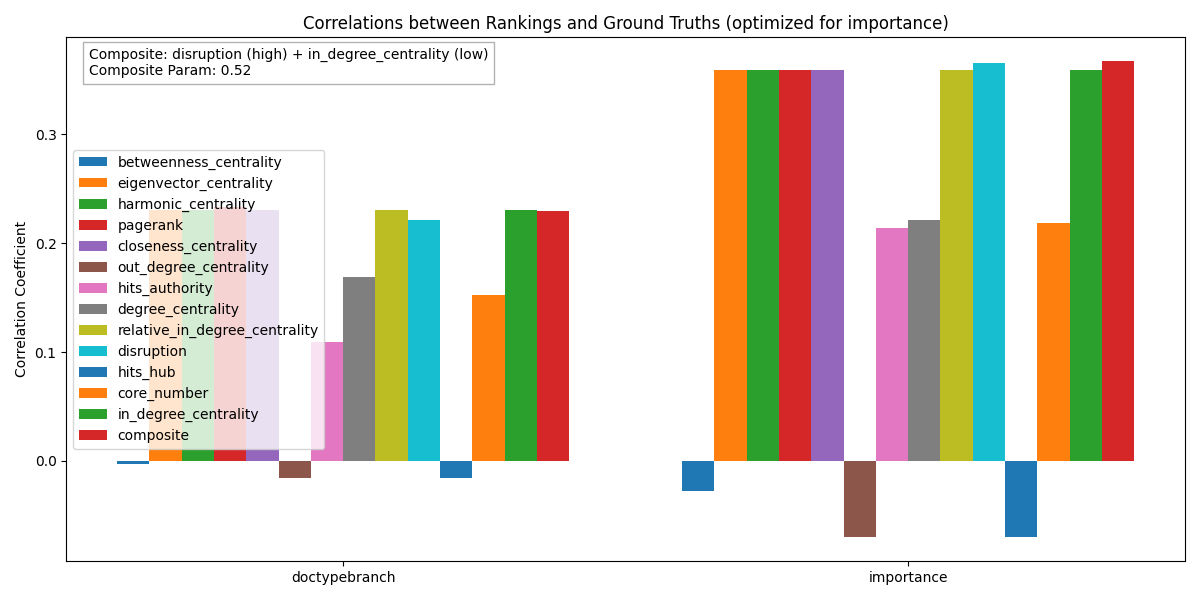 Correlations between Rankings and Ground Truths (optimized for importance)
Composite: disruption (high) + in_degree_centrality (low)
Composite Param: 0.52
Correlation Coefficient
0.3
0.2
0.1
0.0
betweenness_centrality
eigenvector_centrality
harmonic_centrality
pagerank
closeness_centrality
out_degree_centrality
hits_authority
degree_centrality
relative_in_degree_centrality
disruption
hits_hub
core_number
in_degree_centrality
composite
doctypebranch
importance